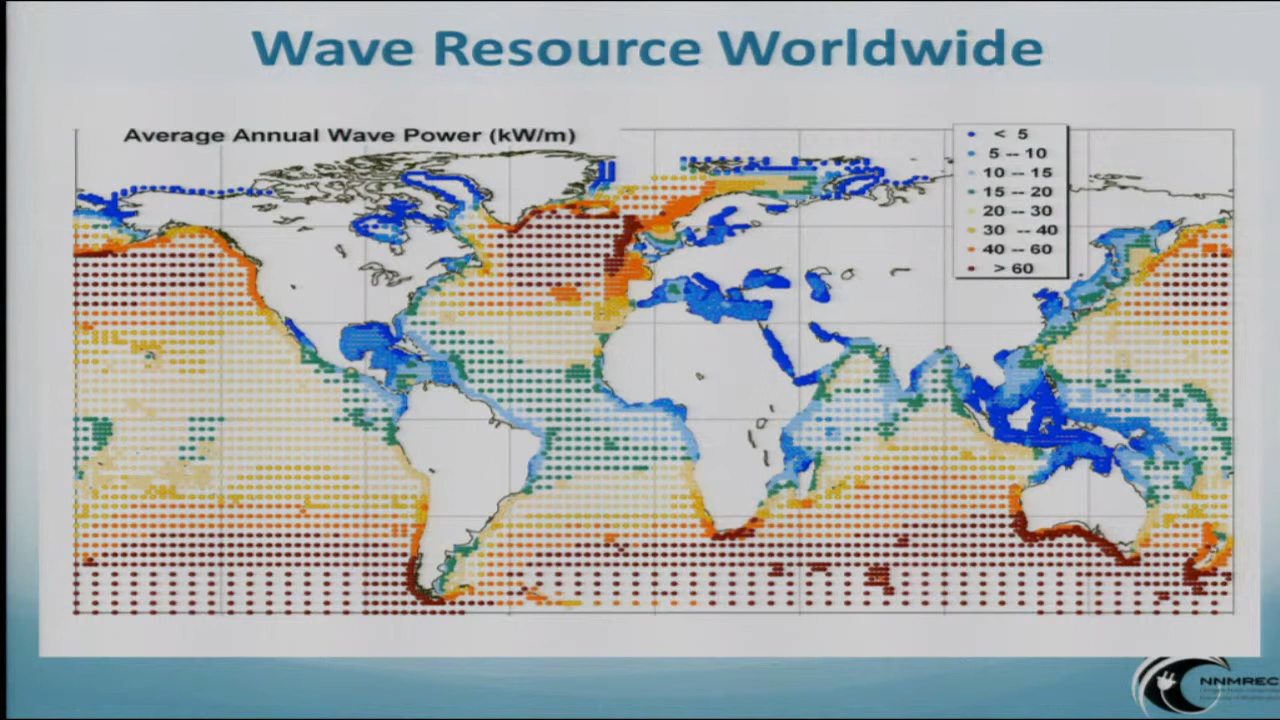 Wave Resource Worldwide
Average Annual Wave Power (kW/m)
< 5
5 -- 10
10 -- 15
15 -- 20
20 -- 30
30 -- 40
40 -- 60
> 60
NNMREC